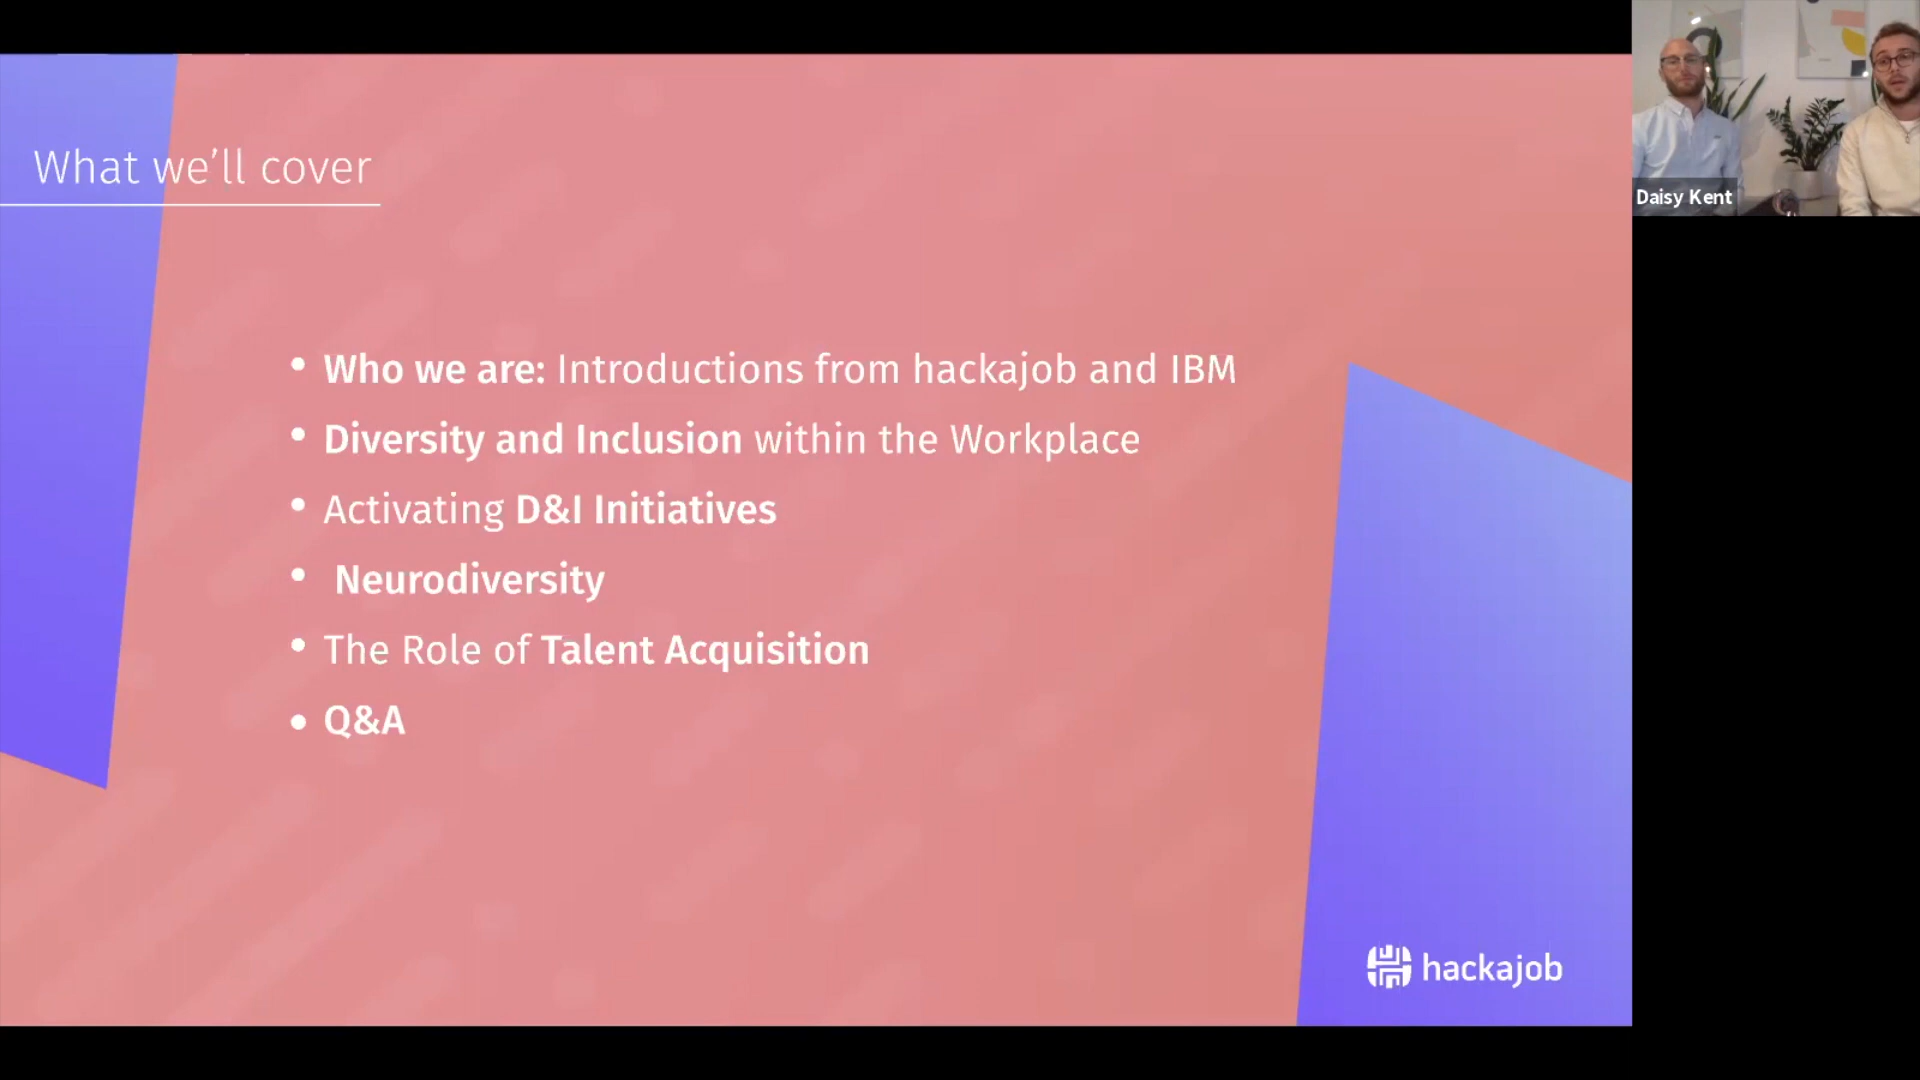 What we'll cover
• Who we are: Introductions from hackajob and IBM
• Diversity and Inclusion within the Workplace
• Activating D&I Initiatives
• Neurodiversity
• The Role of Talent Acquisition
• Q&A
hackajob
Daisy Kent